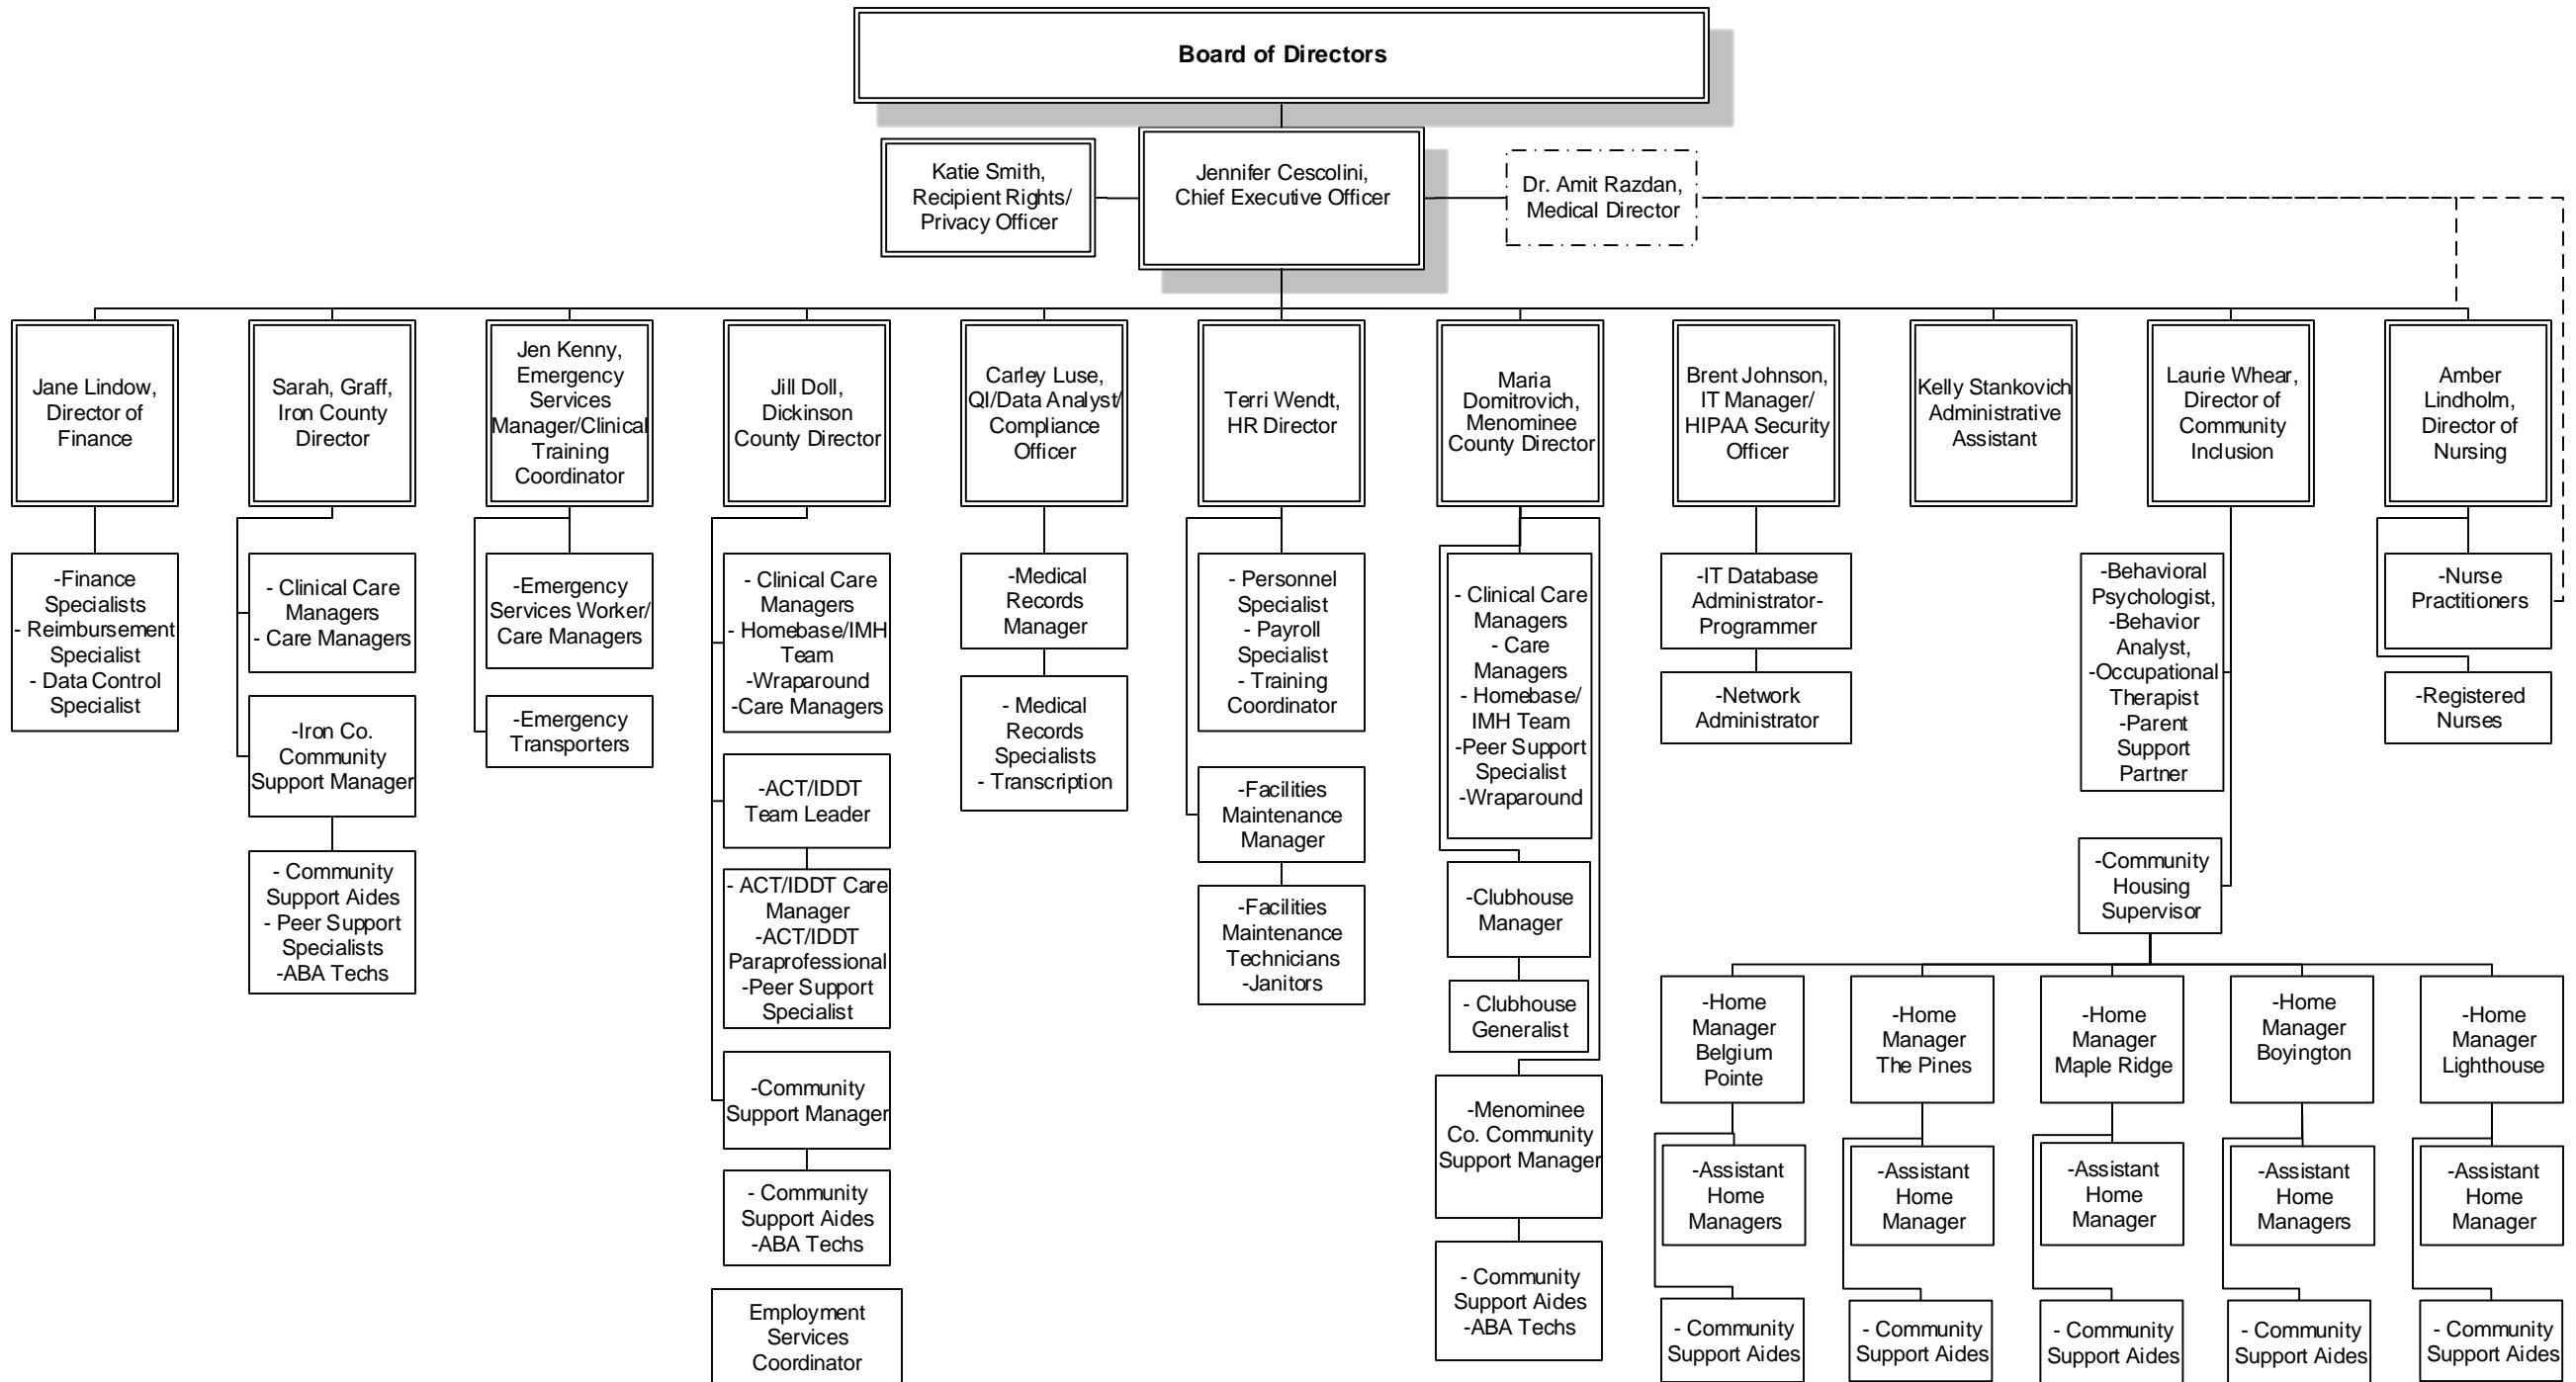 Board of Directors
Katie Smith,
Recipient Rights/
Privacy Officer
Jennifer Cescolini,
Chief Executive Officer
Dr. Amit Razdan,
Medical Director
Jane Lindow,
Director of
Finance
Sarah, Graff,
Iron County
Director
Jen Kenny,
Emergency
Services
Manager/Clinical
Training
Coordinator
Jill Doll,
Dickinson
County Director
Carley Luse,
QI/Data Analyst/
Compliance
Officer
Terri Wendt,
HR Director
Maria
Domitrovich,
Menominee
County Director
Brent Johnson,
IT Manager/
HIPAA Security
Officer
Kelly Stankovich
Administrative
Assistant
Laurie Whear,
Director of
Community
Inclusion
Amber
Lindholm,
Director of
Nursing
-Finance
Specialists
- Reimbursement
Specialist
- Data Control
Specialist
- Clinical Care
Managers
- Care Managers
-Iron Co.
Community
Support Manager
- Community
Support Aides
- Peer Support
Specialists
-ABA Techs
-Emergency
Services Worker/
Care Managers
-Emergency
Transporters
- Clinical Care
Managers
- Homebase/IMH
Team
-Wraparound
-Care Managers
-ACT/IDDT
Team Leader
- ACT/IDDT Care
Manager
-ACT/IDDT
Paraprofessional
-Peer Support
Specialist
-Community
Support Manager
- Community
Support Aides
-ABA Techs
Employment
Services
Coordinator
-Medical
Records
Manager
- Medical
Records
Specialists
- Transcription
- Personnel
Specialist
- Payroll
Specialist
- Training
Coordinator
-Facilities
Maintenance
Manager
-Facilities
Maintenance
Technicians
-Janitors
- Clinical Care
Managers
- Care
Managers
- Homebase/
IMH Team
-Peer Support
Specialist
-Wraparound
-Clubhouse
Manager
- Clubhouse
Generalist
-Menominee
Co. Community
Support Manager
- Community
Support Aides
-ABA Techs
-IT Database
Administrator-
Programmer
-Network
Administrator
-Behavioral
Psychologist,
-Behavior
Analyst,
-Occupational
Therapist
-Parent
Support
Partner
-Community
Housing
Supervisor
-Nurse
Practitioners
-Registered
Nurses
-Home
Manager
Belgium
Pointe
-Home
Manager
The Pines
-Home
Manager
Maple Ridge
-Home
Manager
Boyington
-Home
Manager
Lighthouse
-Assistant
Home
Managers
-Assistant
Home
Manager
-Assistant
Home
Manager
-Assistant
Home
Managers
-Assistant
Home
Manager
- Community
Support Aides
- Community
Support Aides
- Community
Support Aides
- Community
Support Aides
- Community
Support Aides